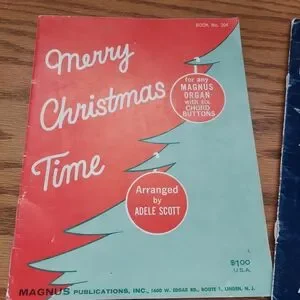 BOOK No. 204
Merry
Christmas
Time
for any
MAGNUS
ORGAN
with six
CHORD
BUTTONS
Arranged
by
ADELE SCOTT
$1.00
U.S.A.
MAGNUS PUBLICATIONS, INC., 1600 W. EDGAR RD., ROUTE 1, LINDEN, N. J.